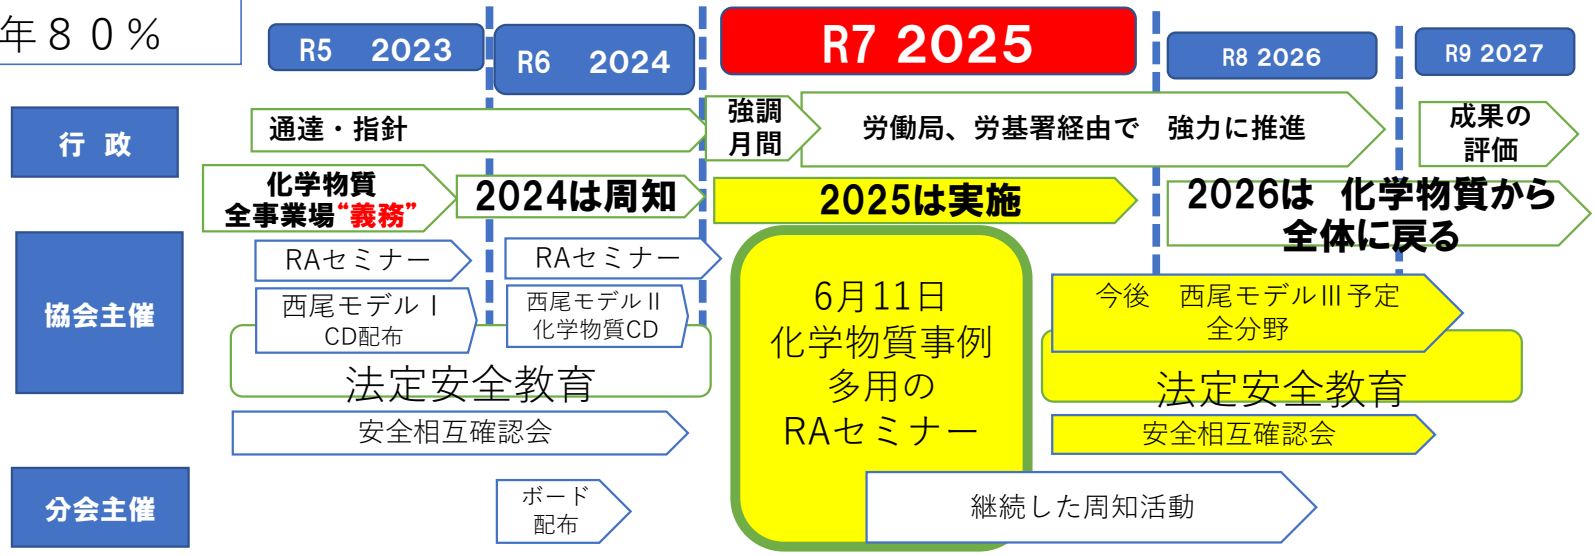 年８０％
R5　2023
R6　2024
R7 2025
R8 2026
R9 2027
行 政
通達・指針
強調
月間
労働局、労基署経由で　強力に推進
成果の
評価
化学物質
全事業場“義務”
2024は周知
2025は実施
2026は　化学物質から
全体に戻る
協会主催
RAセミナー
RAセミナー
西尾モデルⅠ
CD配布
西尾モデルⅡ
化学物質CD
法定安全教育
安全相互確認会
6月11日
化学物質事例
多用の
RAセミナー
今後　西尾モデルⅢ予定
全分野
法定安全教育
安全相互確認会
分会主催
ボード
配布
継続した周知活動